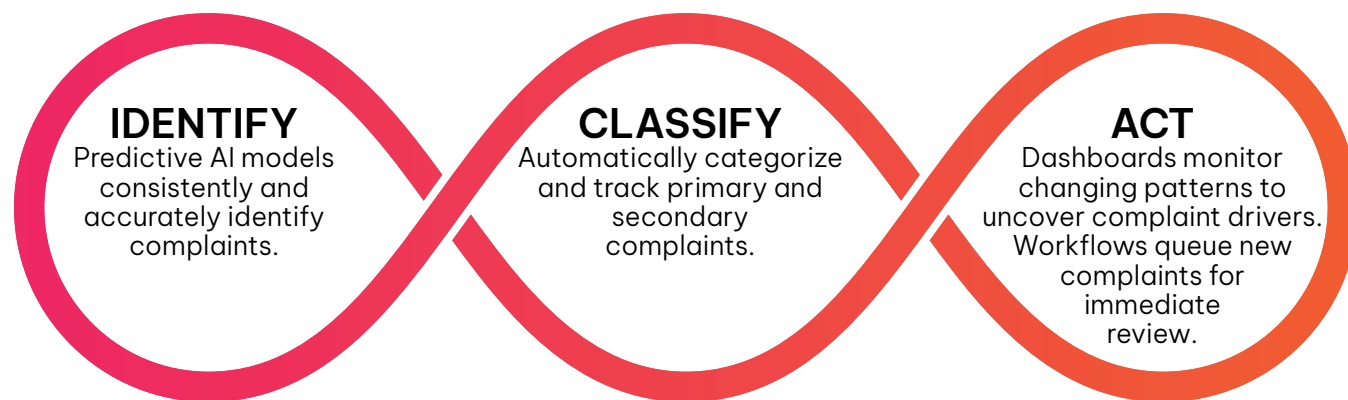 IDENTIFY
Predictive AI models
consistently and
accurately identify
complaints.
CLASSIFY
Automatically categorize
and track primary and
secondary
complaints.
ACT
Dashboards monitor
changing patterns to
uncover complaint drivers.
Workflows queue new
complaints for
immediate
review.